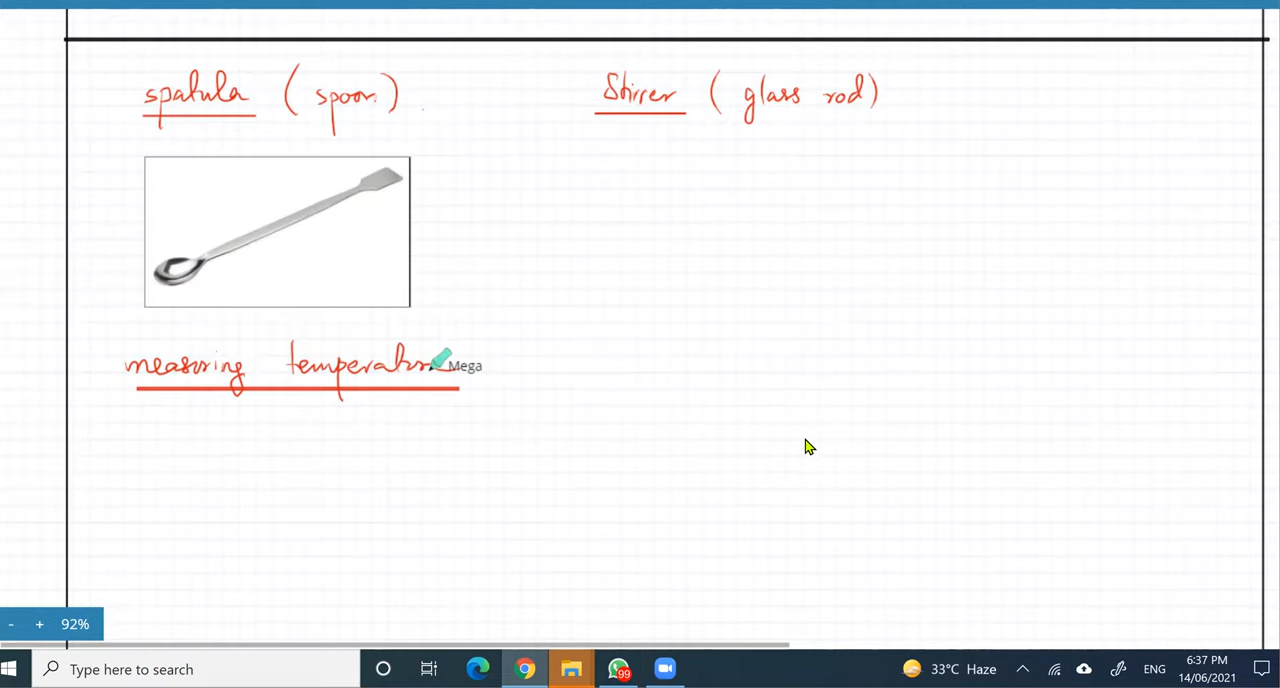 spatula ( spoon )
Stirrer ( glass rod )
measuring temperature
Mega
- + 92%
Type here to search
99
33°C Haze
ENG
6:37 PM
14/06/2021